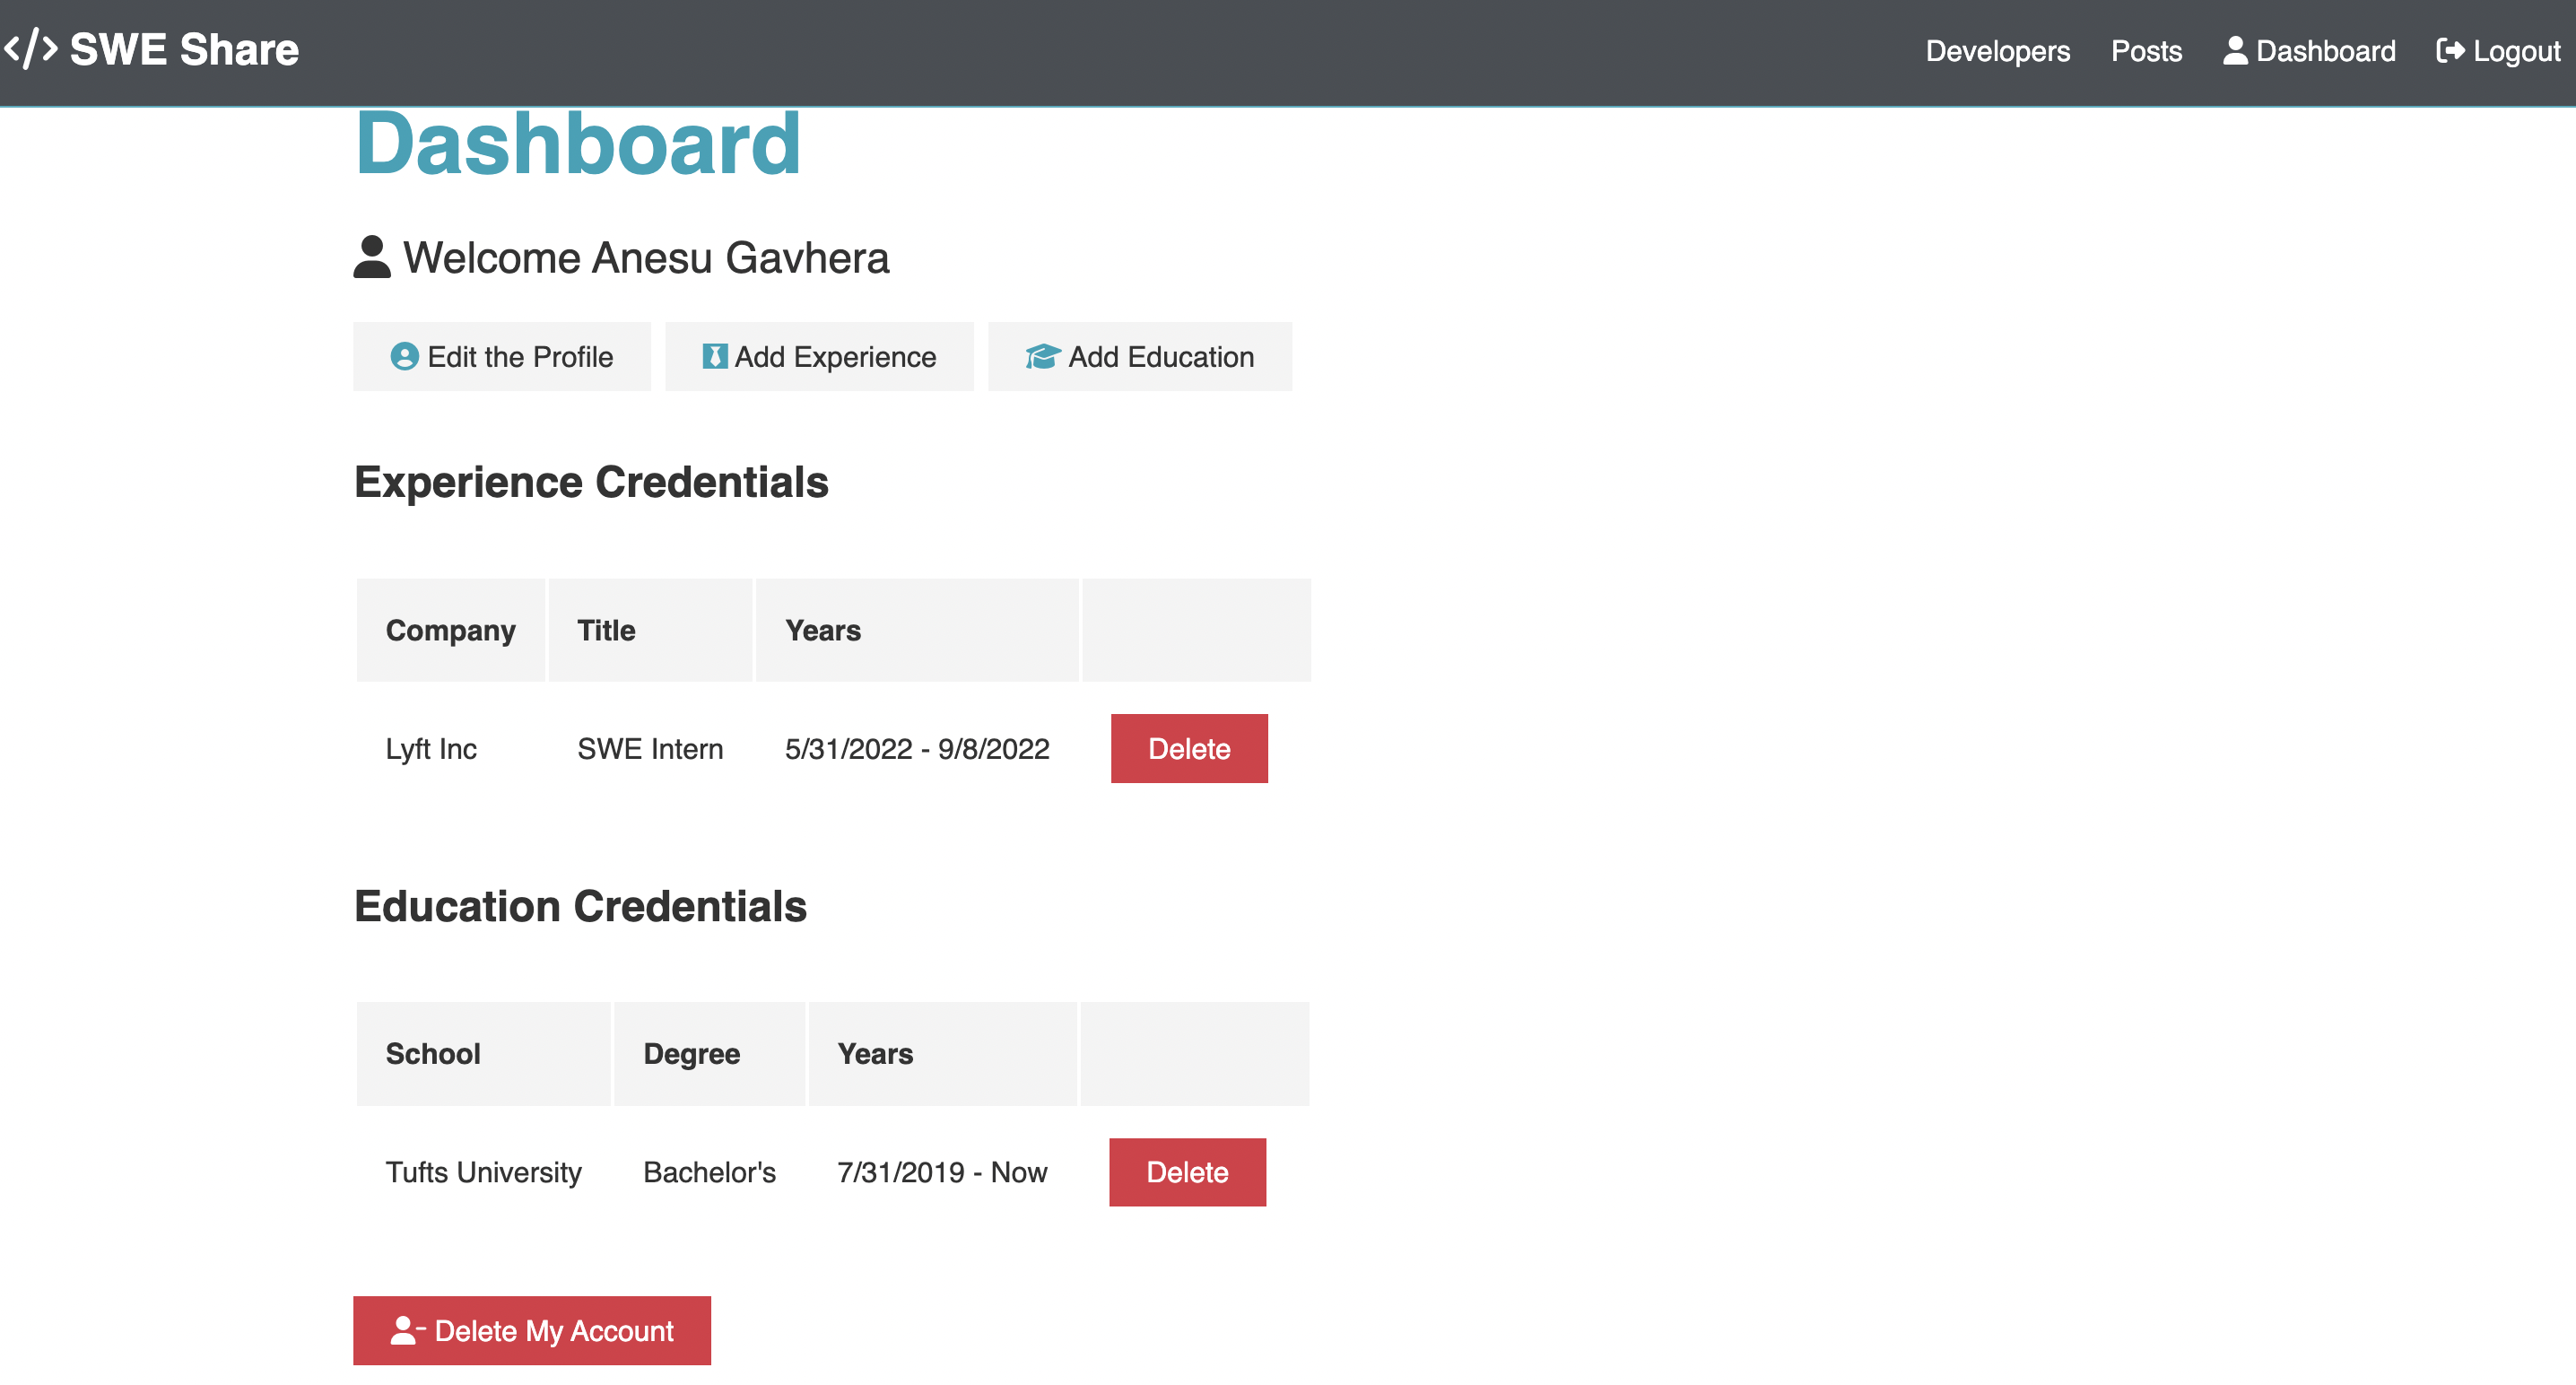 </> SWE Share Developers Posts Dashboard Logout
Dashboard
Welcome Anesu Gavhera
Edit the Profile Add Experience Add Education
Experience Credentials
Company Title Years
Lyft Inc SWE Intern 5/31/2022 - 9/8/2022 Delete
Education Credentials
School Degree Years
Tufts University Bachelor's 7/31/2019 - Now Delete
Delete My Account